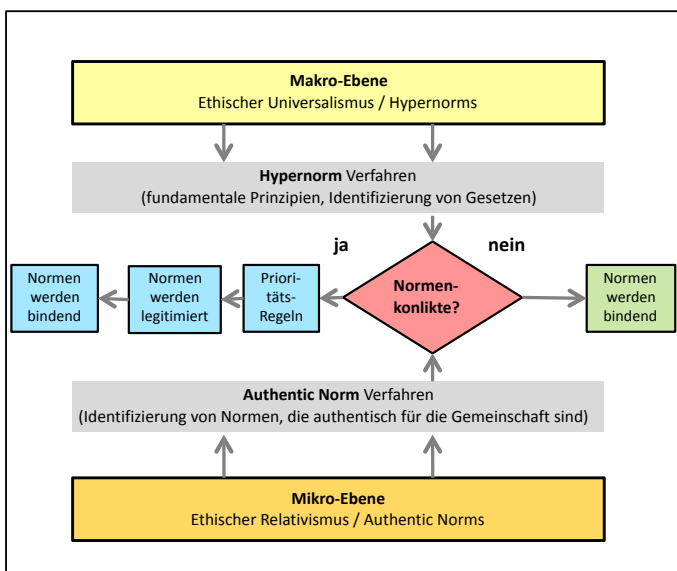 Makro-Ebene
Ethischer Universalismus / Hypernorms
Hypernorm Verfahren
(fundamentale Prinzipien, Identifizierung von Gesetzen)
ja
nein
Normen
werden
bindend
Normen
werden
legitimiert
Priori-
täts-
Regeln
Normen-
konlikte?
Normen
werden
bindend
Authentic Norm Verfahren
(Identifizierung von Normen, die authentisch für die Gemeinschaft sind)
Mikro-Ebene
Ethischer Relativismus / Authentic Norms